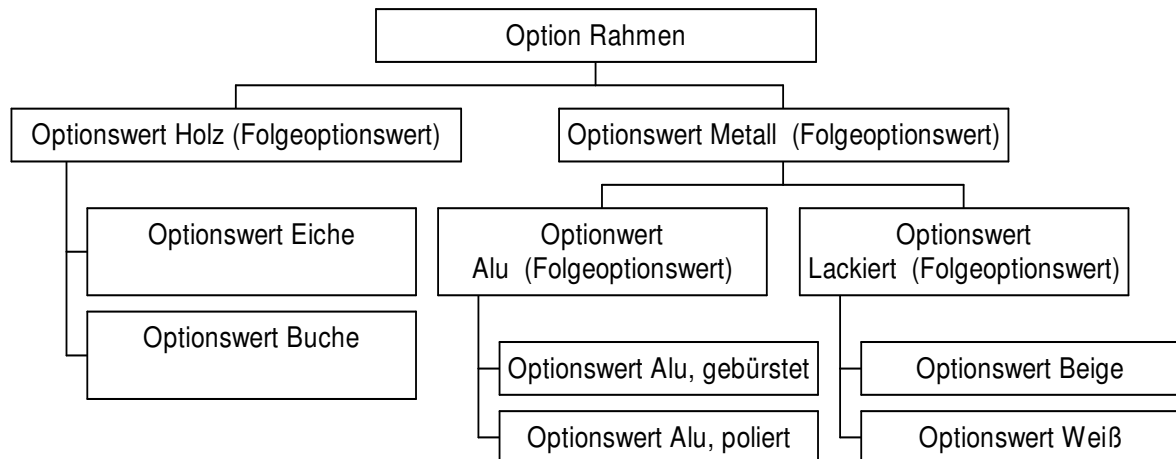 Option Rahmen
Optionswert Holz (Folgeoptionswert)
Optionswert Metall (Folgeoptionswert)
Optionswert Eiche
Optionswert Buche
Optionwert
Alu (Folgeoptionswert)
Optionswert
Lackiert (Folgeoptionswert)
Optionswert Alu, gebürstet
Optionswert Alu, poliert
Optionswert Beige
Optionswert Weiß